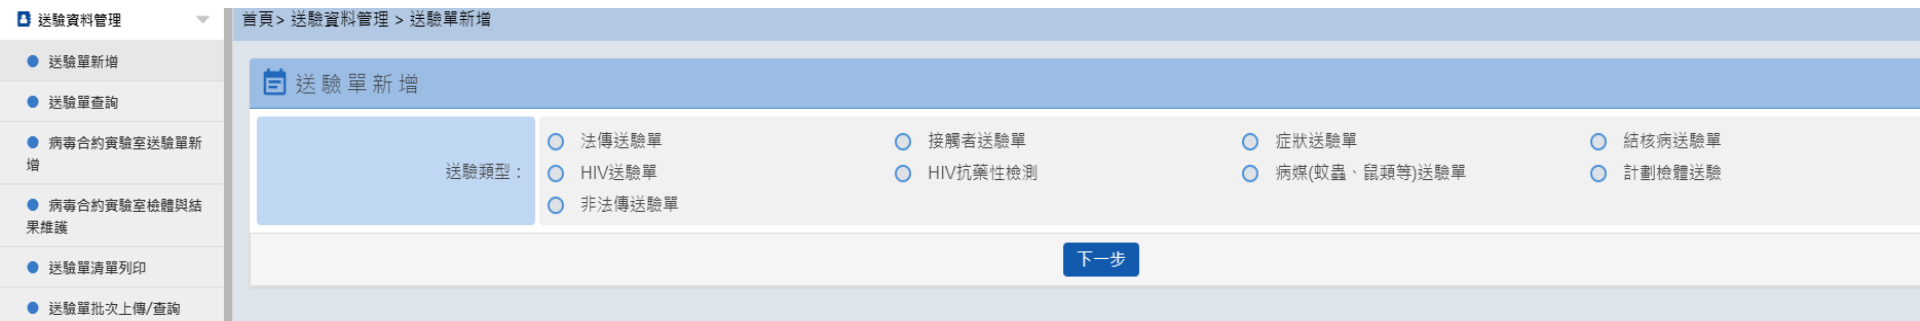 送驗資料管理
送驗單新增
送驗單查詢
病毒合約實驗室送驗單新
增
病毒合約實驗室檢體與結
果維護
送驗單清單列印
送驗單批次上傳/查詢
首頁> 送驗資料管理 > 送驗單新增
送驗單新增
送驗類型：
法傳送驗單 接觸者送驗單 症狀送驗單 結核病送驗單
HIV送驗單 HIV抗藥性檢測 病媒(蚊蟲、鼠類等)送驗單 計劃檢體送驗
非法傳送驗單
下一步